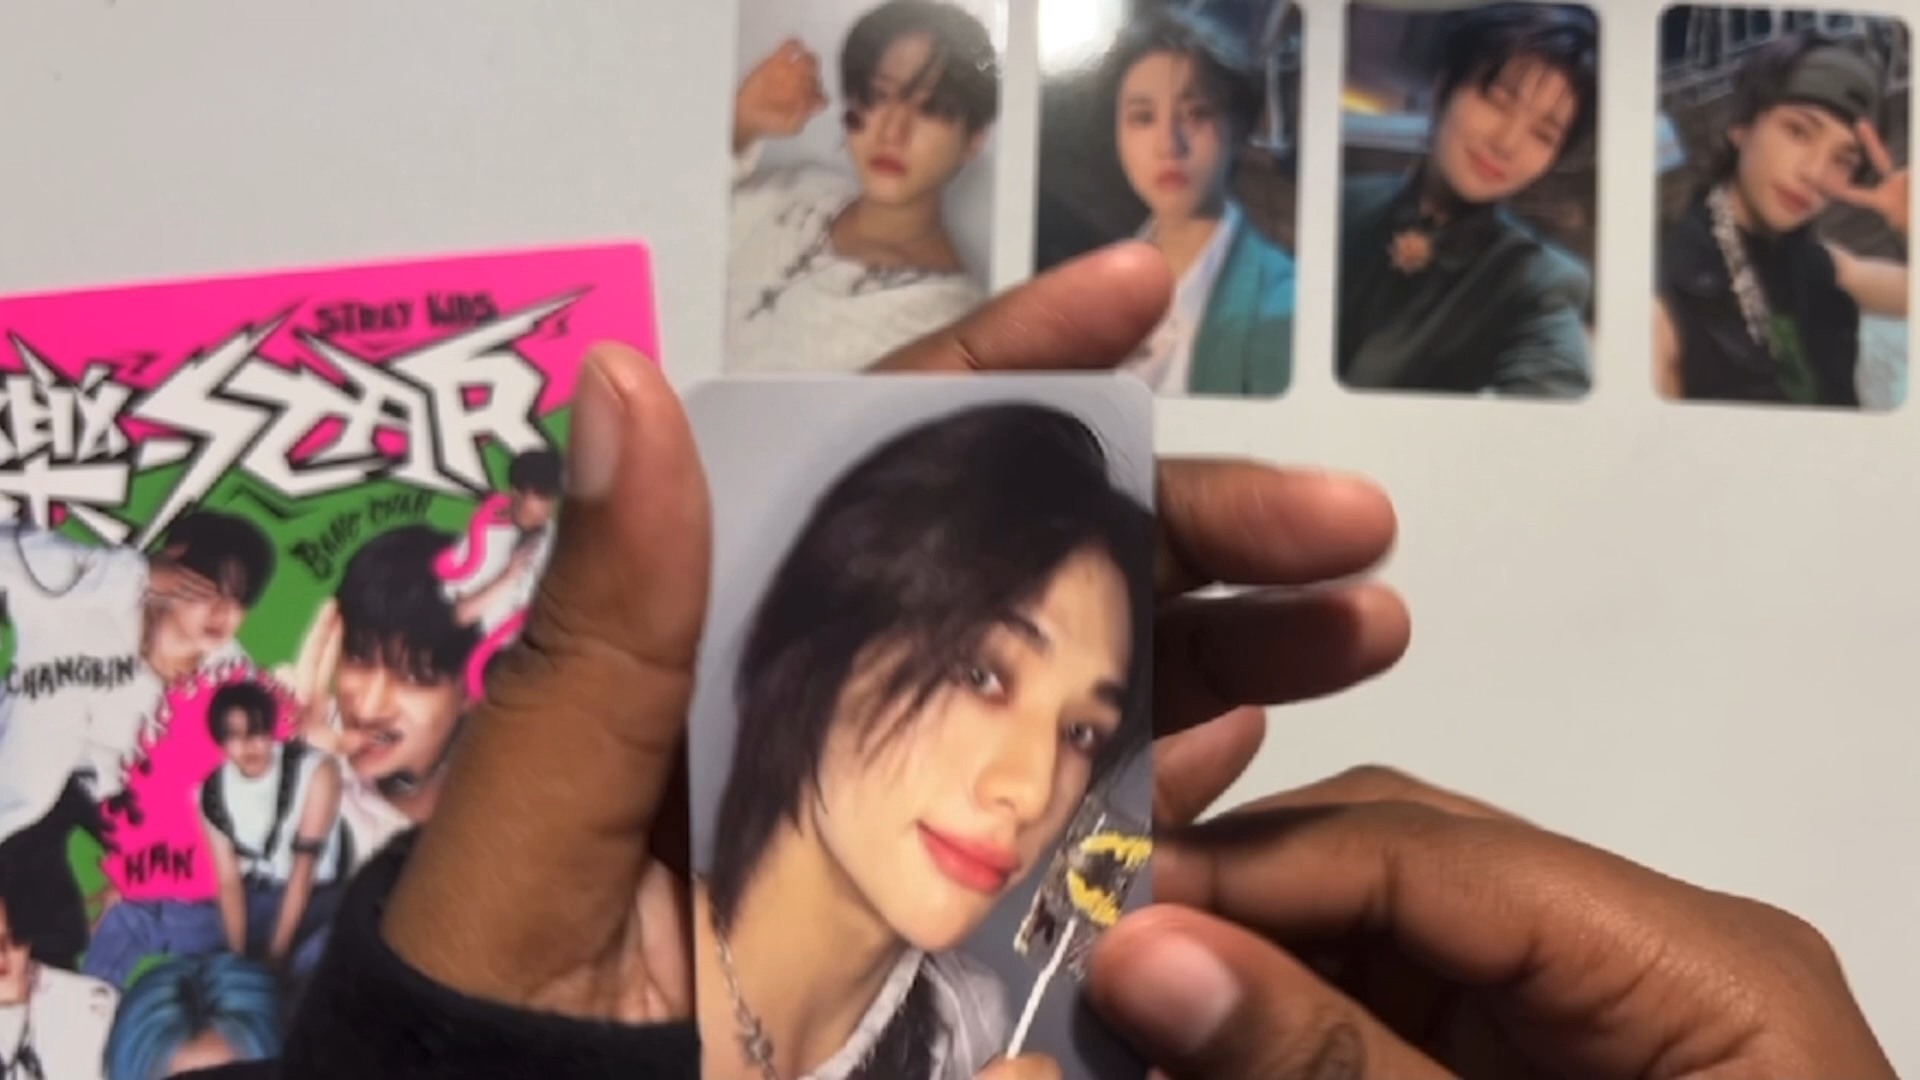 STRAY KIDS
樂-STAR
BANG CHAN
CHANGBIN
HAN